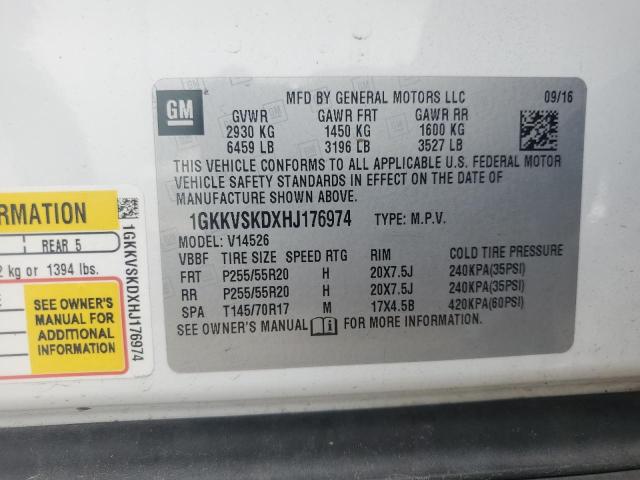 GM
MFD BY GENERAL MOTORS LLC 09/16
GVWR GAWR FRT GAWR RR
2930 KG 1450 KG 1600 KG
6459 LB 3196 LB 3527 LB
THIS VEHICLE CONFORMS TO ALL APPLICABLE U.S. FEDERAL MOTOR
VEHICLE SAFETY STANDARDS IN EFFECT ON THE DATE OF
MANUFACTURE SHOWN ABOVE.
1GKKVSKDXHJ176974 TYPE: M.P.V.
MODEL: V14526
VBBF TIRE SIZE SPEED RTG RIM COLD TIRE PRESSURE
FRT P255/55R20 H 20X7.5J 240KPA(35PSI)
RR P255/55R20 H 20X7.5J 240KPA(35PSI)
SPA T145/70R17 M 17X4.5B 420KPA(60PSI)
SEE OWNER'S MANUAL FOR MORE INFORMATION.
REAR 5
kg or 1394 lbs.
SEE OWNER'S
MANUAL FOR
ADDITIONAL
INFORMATION
1GKKVSKDXHJ176974